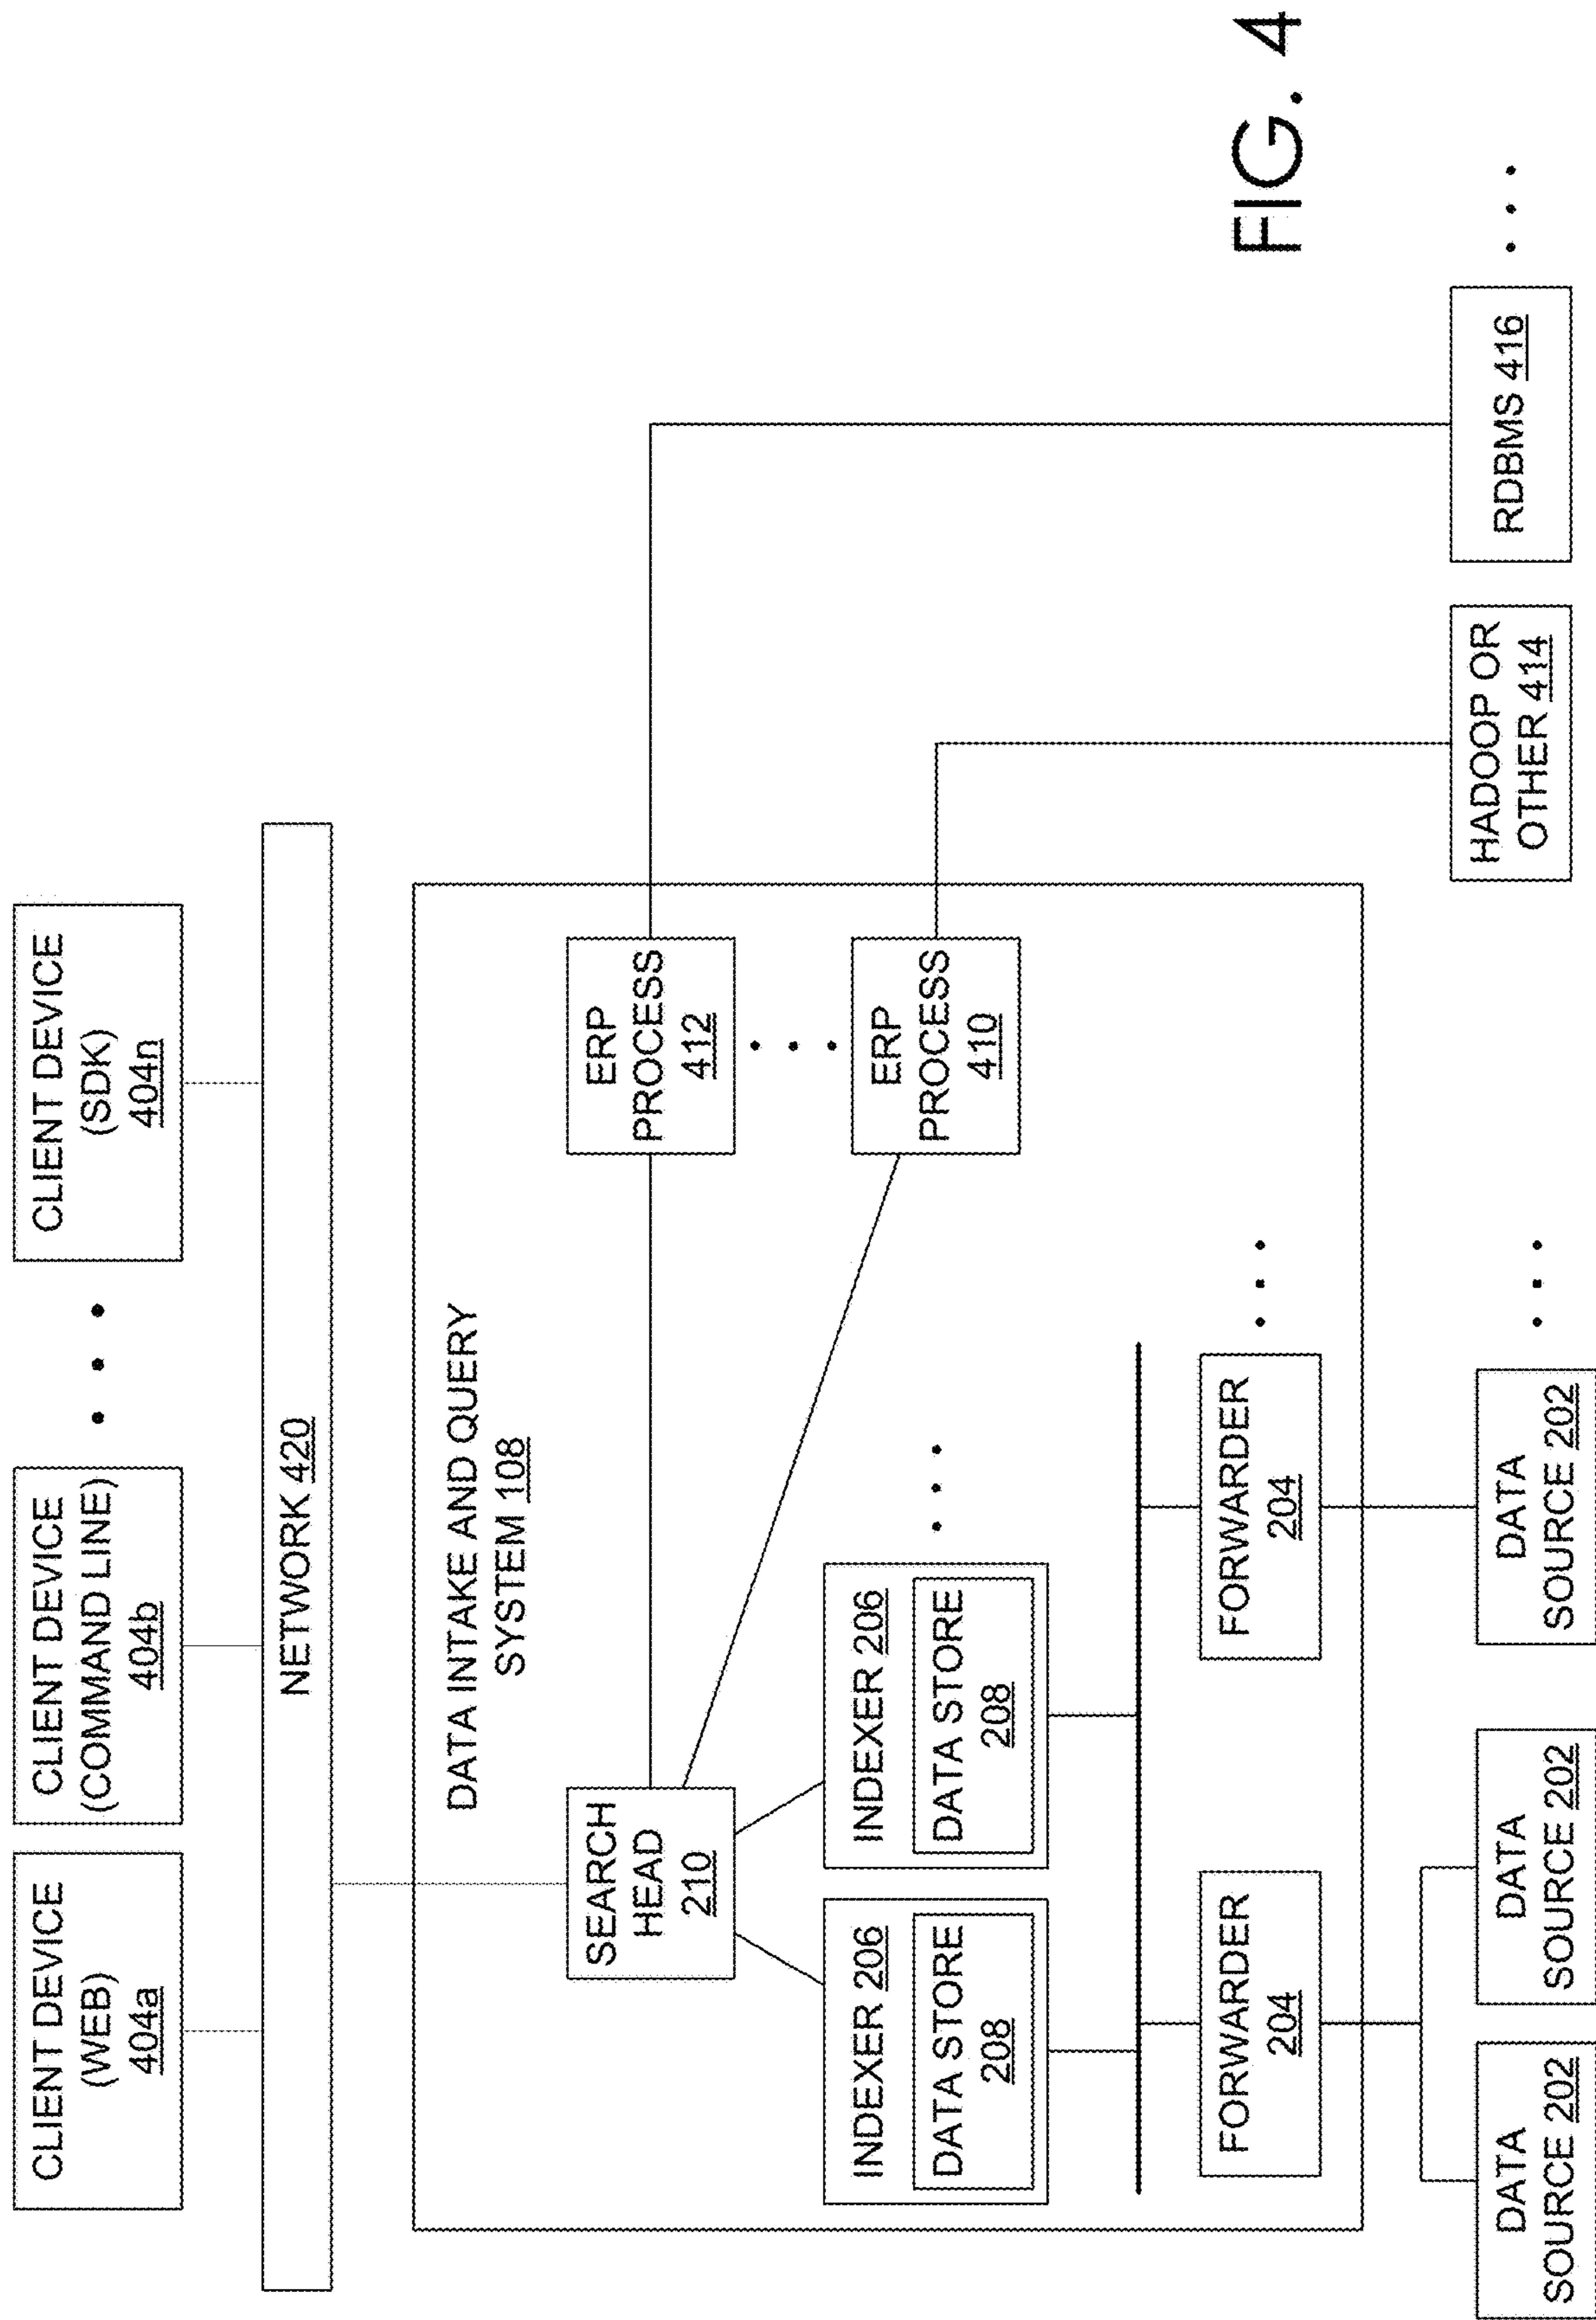 CLIENT DEVICE
(WEB)
404a
CLIENT DEVICE
(COMMAND LINE)
404b
CLIENT DEVICE
(SDK)
404n
NETWORK 420
DATA INTAKE AND QUERY
SYSTEM 108
SEARCH
HEAD
210
ERP
PROCESS
412
ERP
PROCESS
410
INDEXER 206
DATA STORE
208
INDEXER 206
DATA STORE
208
FORWARDER
204
FORWARDER
204
DATA
SOURCE 202
DATA
SOURCE 202
DATA
SOURCE 202
HADOOP OR
OTHER 414
RDBMS 416
FIG. 4